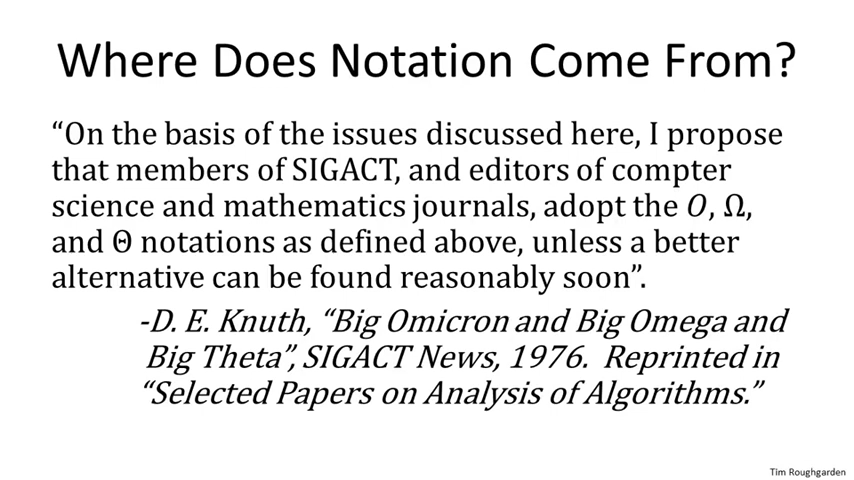 Where Does Notation Come From?
“On the basis of the issues discussed here, I propose
that members of SIGACT, and editors of compter
science and mathematics journals, adopt the O, Ω,
and Θ notations as defined above, unless a better
alternative can be found reasonably soon”.
-D. E. Knuth, “Big Omicron and Big Omega and
Big Theta”, SIGACT News, 1976.  Reprinted in
“Selected Papers on Analysis of Algorithms.”
Tim Roughgarden